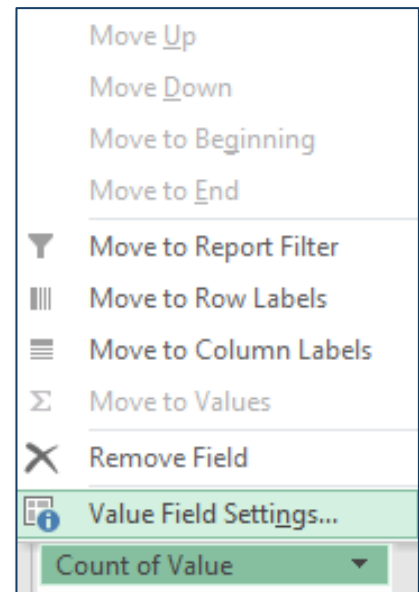 Move Up
Move Down
Move to Beginning
Move to End
Move to Report Filter
Move to Row Labels
Move to Column Labels
Σ Move to Values
Remove Field
Value Field Settings...
Count of Value